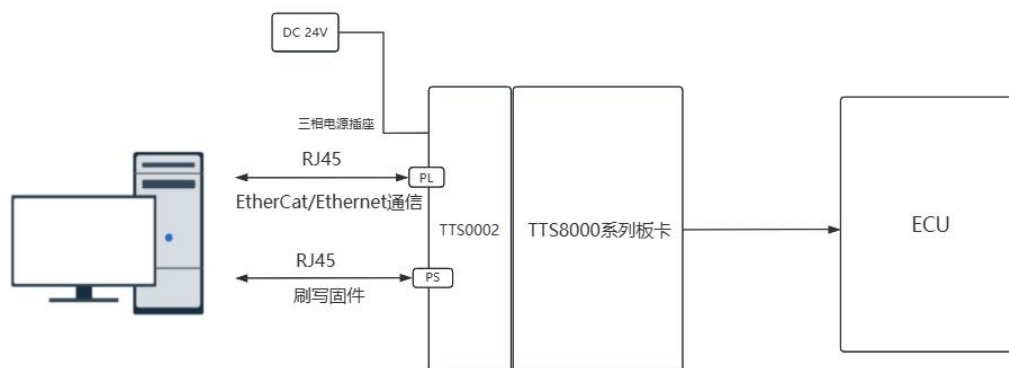 DC 24V
三相电源插座
RJ45
PL
EtherCat/Ethernet通信
TTS0002
TTS8000系列板卡
ECU
RJ45
PS
刷写固件